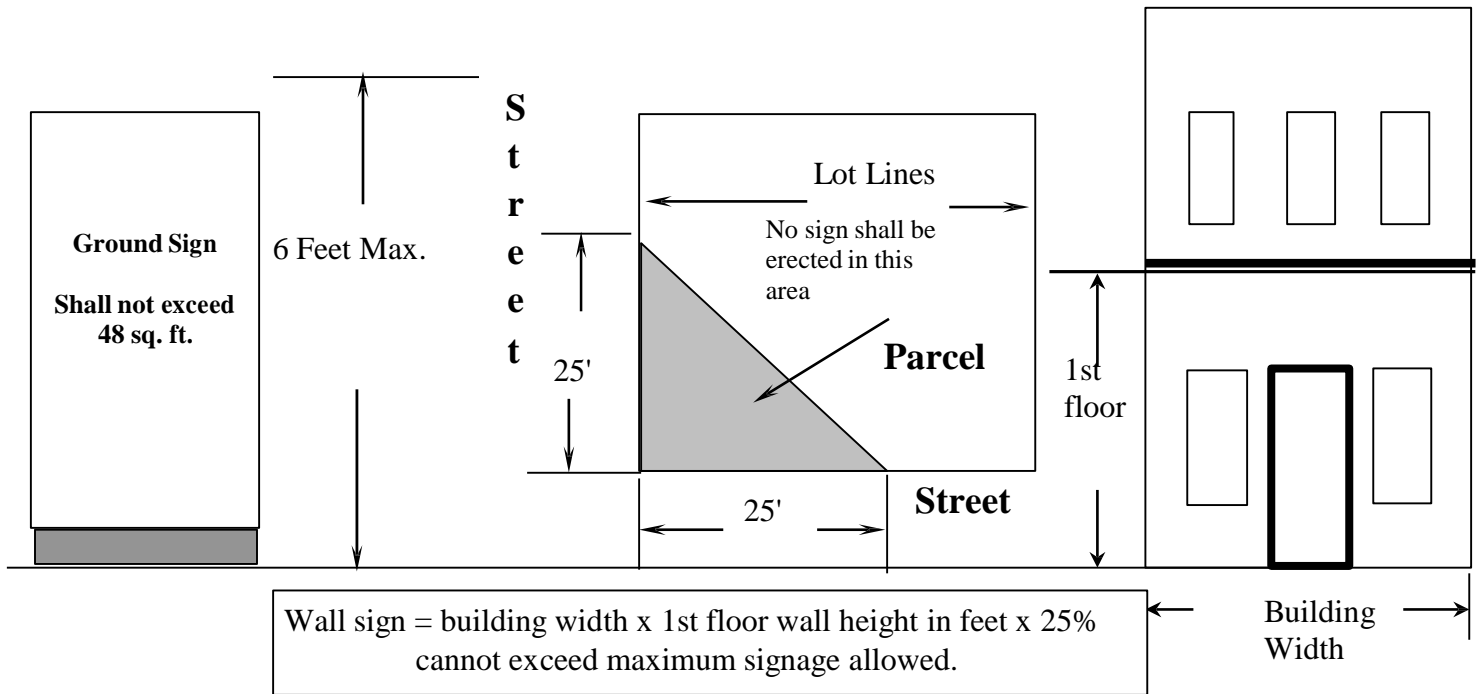 Ground Sign
Shall not exceed
48 sq. ft.
6 Feet Max.
Street
25'
Lot Lines
No sign shall be
erected in this
area
Parcel
25'
Street
1st
floor
Building
Width
Wall sign = building width x 1st floor wall height in feet x 25%
cannot exceed maximum signage allowed.